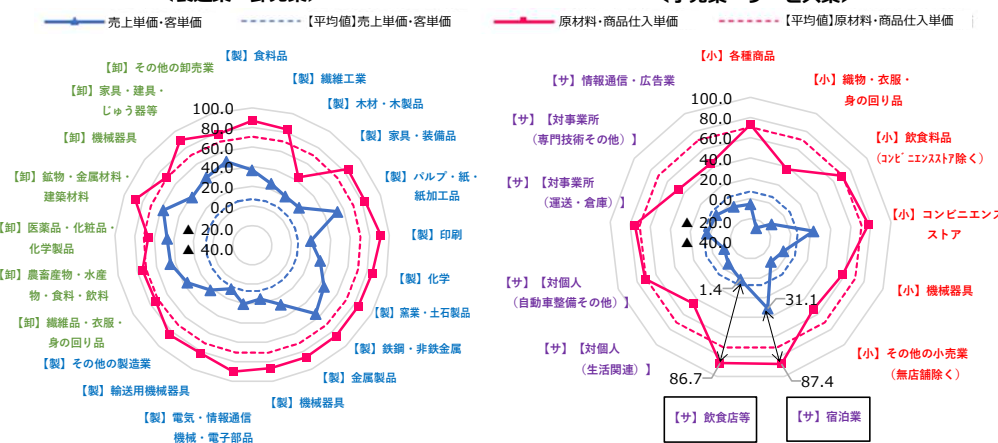 売上単価・客単価
【平均値】売上単価・客単価
原材料・商品仕入単価
【平均値】原材料・商品仕入単価
【製】食料品
【製】繊維工業
【製】木材・木製品
【製】家具・装備品
【製】パルプ・紙・
紙加工品
【製】印刷
【製】化学
【製】窯業・土石製品
【製】鉄鋼・非鉄金属
【製】金属製品
【製】機械器具
【製】電気・情報通信
機械・電子部品
【製】輸送用機械器具
【製】その他の製造業
【卸】繊維品・衣服・
身の回り品
【卸】農畜産物・水産
物・食料・飲料
【卸】医薬品・化粧品・
化学製品
【卸】鉱物・金属材料・
建築材料
【卸】機械器具
【卸】家具・建具・
じゅう器等
【卸】その他の卸売業
100.0
80.0
60.0
40.0
20.0
0.0
▲ 20.0
▲ 40.0
【小】各種商品
【小】織物・衣服・
身の回り品
【小】飲食料品
（ｺﾝﾋﾞﾆｴﾝｽｽﾄｱ除く）
【小】コンビニエンス
ストア
【小】機械器具
【小】その他の小売業
（無店舗除く）
【サ】宿泊業
【サ】飲食店等
【サ】【対個人
（生活関連）】
【サ】【対個人
（自動車整備その他）】
【サ】【対事業所
（運送・倉庫）】
【サ】【対事業所
（専門技術その他）】
【サ】情報通信・広告業
100.0
80.0
60.0
40.0
20.0
0.0
▲ 20.0
▲ 40.0
1.4
31.1
86.7
87.4